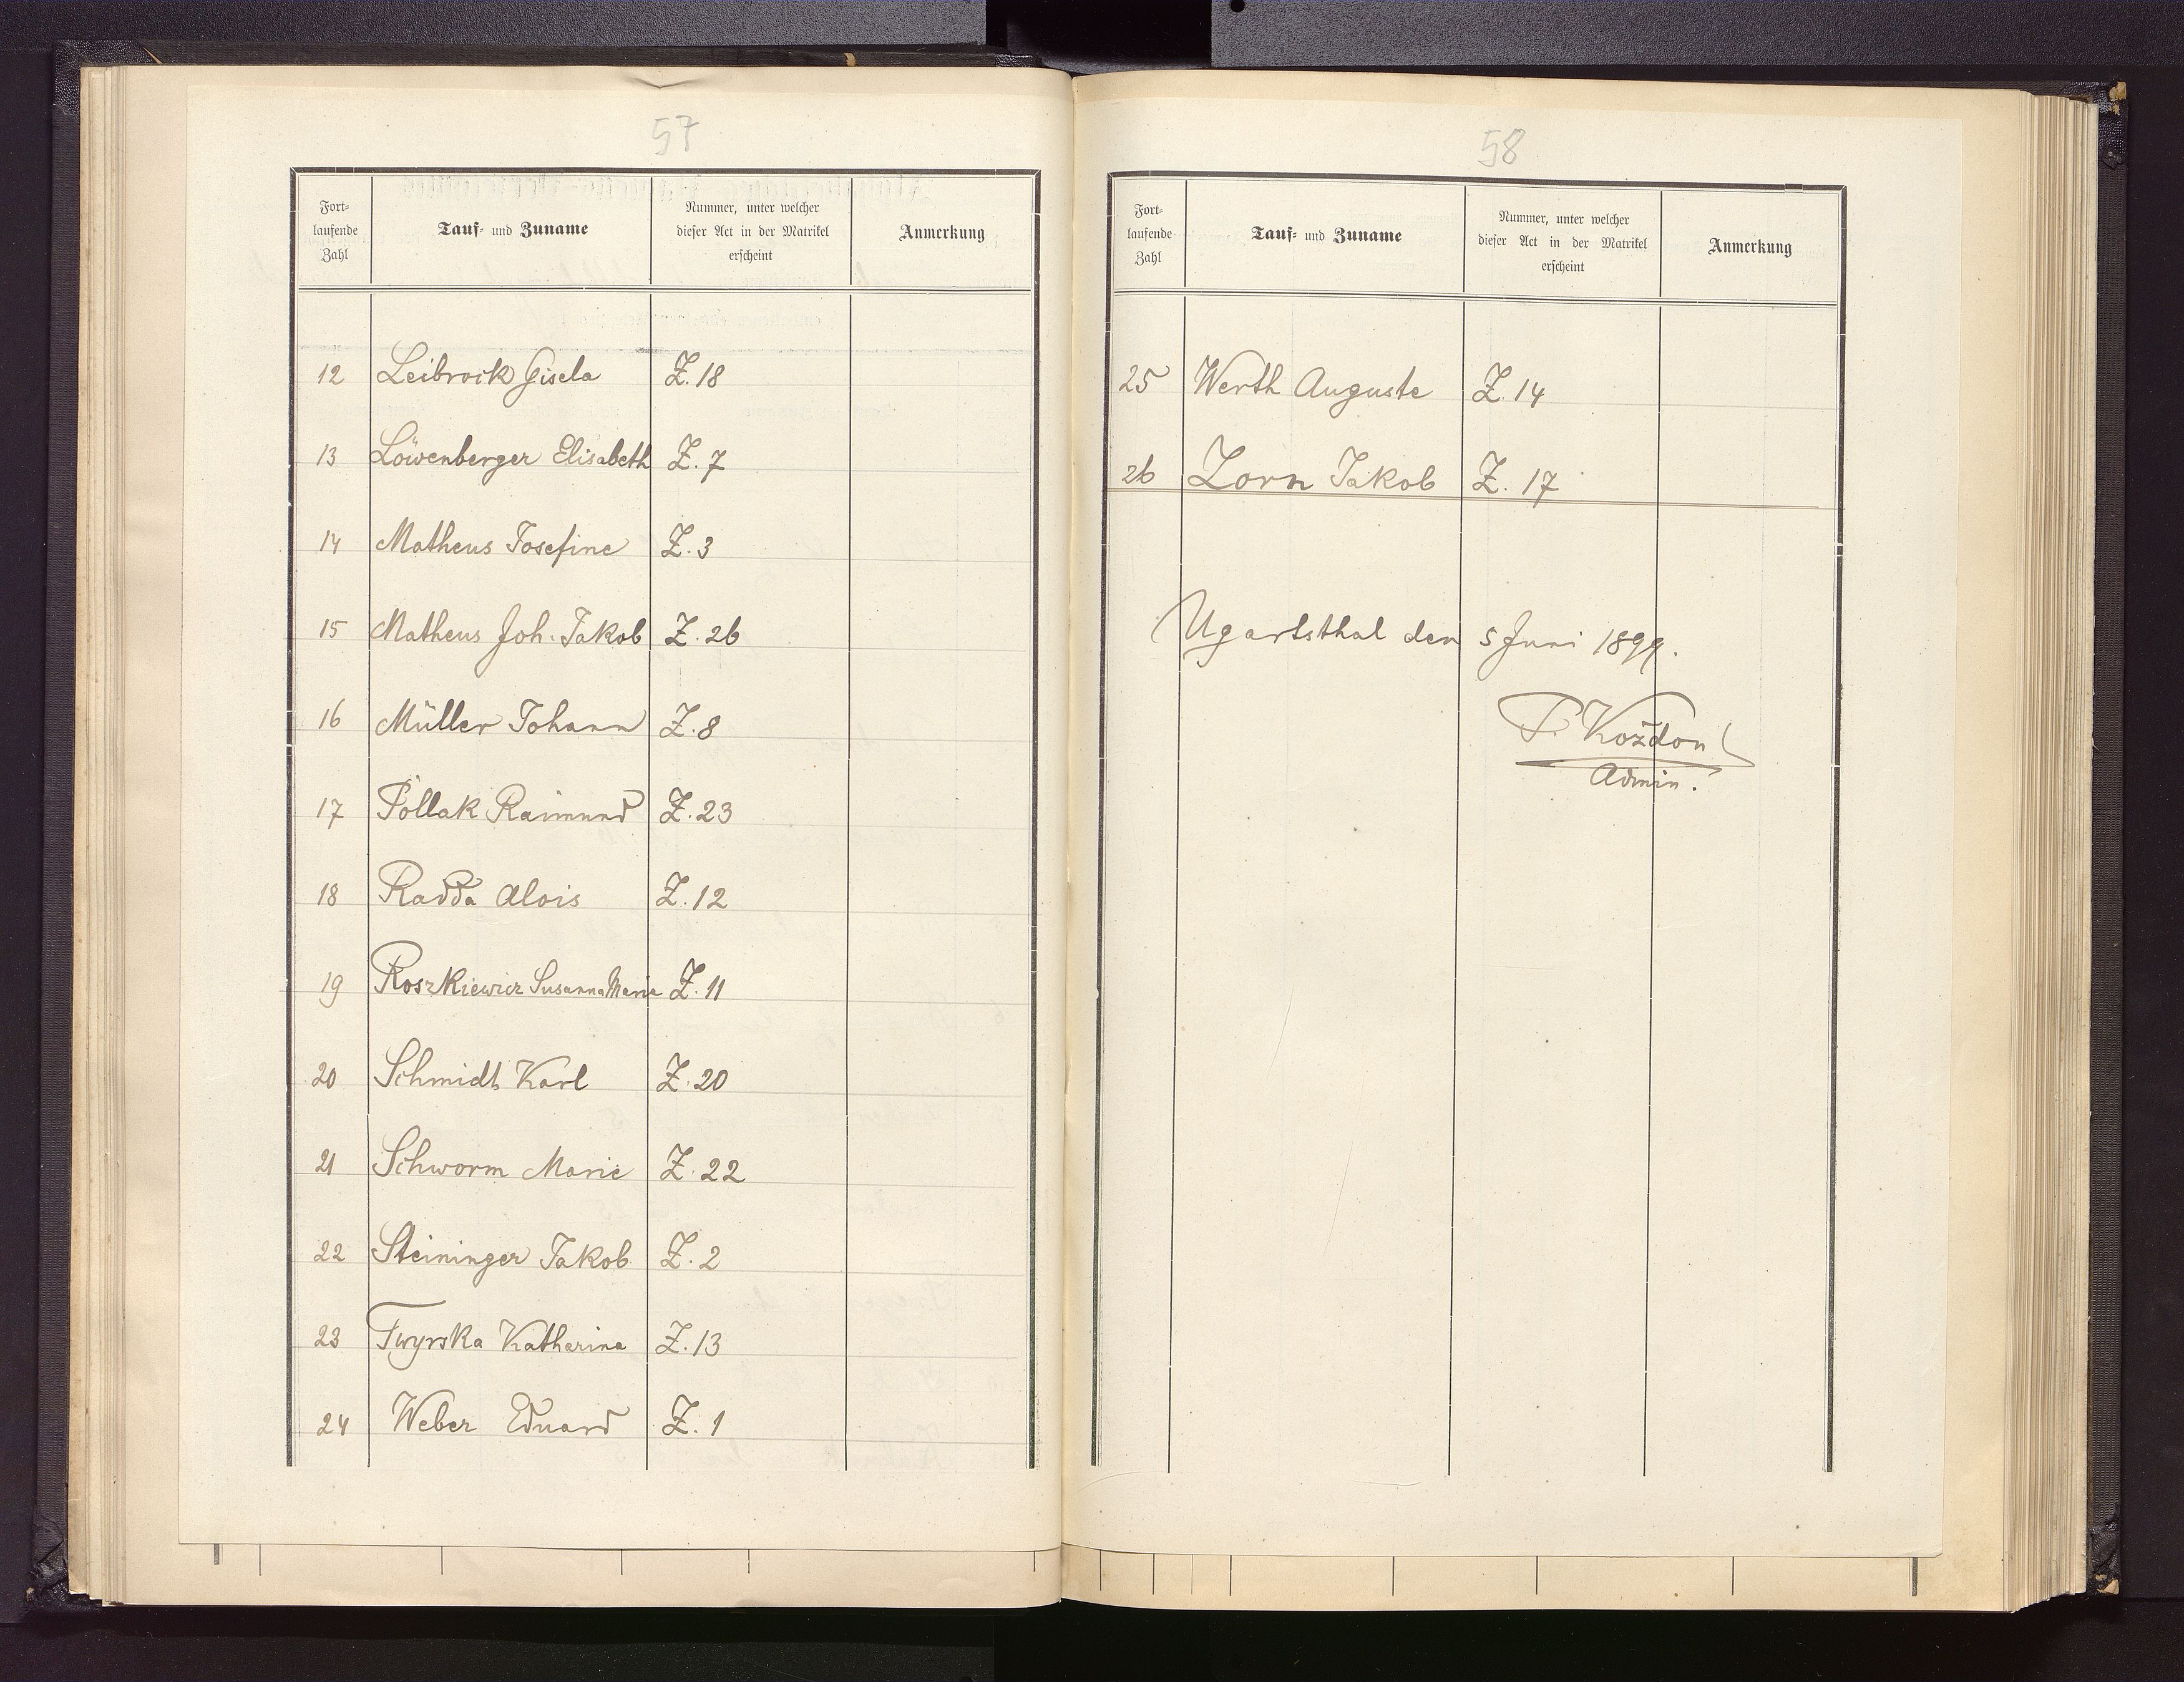 57
Fort-
laufende
Zahl
Tauf- und Zuname
Nummer, unter welcher
dieser Act in der Matrikel
erscheint
Anmerkung
12 Leibrock Gisela Z. 18
13 Löwenberger Elisabeth Z. 7
14 Matheus Josefine Z. 3
15 Matheus Joh. Jakob Z. 26
16 Müller Johann Z. 8
17 Pollak Raimund Z. 23
18 Radda Alois Z. 12
19 Roszkiewicz Susanna Marie Z. 11
20 Schmidt Karl Z. 20
21 Schworm Marie Z. 22
22 Steininger Jakob Z. 2
23 Twyrska Katharina Z. 13
24 Weber Eduard Z. 1
58
Fort-
laufende
Zahl
Tauf- und Zuname
Nummer, unter welcher
dieser Act in der Matrikel
erscheint
Anmerkung
25 Werth Auguste Z. 14
26 Zorn Jakob Z. 17
Ugartsthal den 5 Juni 1899.
P. Koždon
Admin.